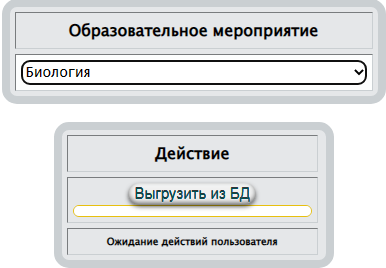 Образовательное мероприятие
Биология
Действие
Выгрузить из БД
Ожидание действий пользователя